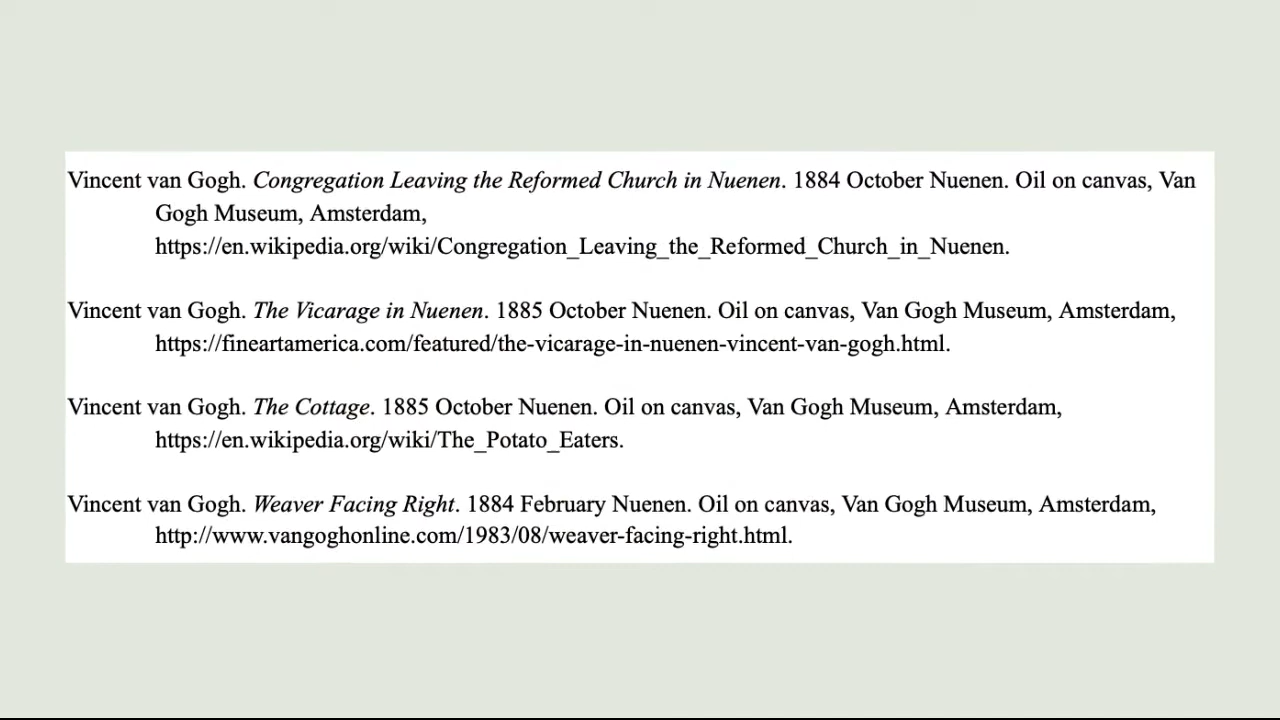 Vincent van Gogh. Congregation Leaving the Reformed Church in Nuenen. 1884 October Nuenen. Oil on canvas, Van
Gogh Museum, Amsterdam,
https://en.wikipedia.org/wiki/Congregation_Leaving_the_Reformed_Church_in_Nuenen.
Vincent van Gogh. The Vicarage in Nuenen. 1885 October Nuenen. Oil on canvas, Van Gogh Museum, Amsterdam,
https://fineartamerica.com/featured/the-vicarage-in-nuenen-vincent-van-gogh.html.
Vincent van Gogh. The Cottage. 1885 October Nuenen. Oil on canvas, Van Gogh Museum, Amsterdam,
https://en.wikipedia.org/wiki/The_Potato_Eaters.
Vincent van Gogh. Weaver Facing Right. 1884 February Nuenen. Oil on canvas, Van Gogh Museum, Amsterdam,
http://www.vangoghonline.com/1983/08/weaver-facing-right.html.